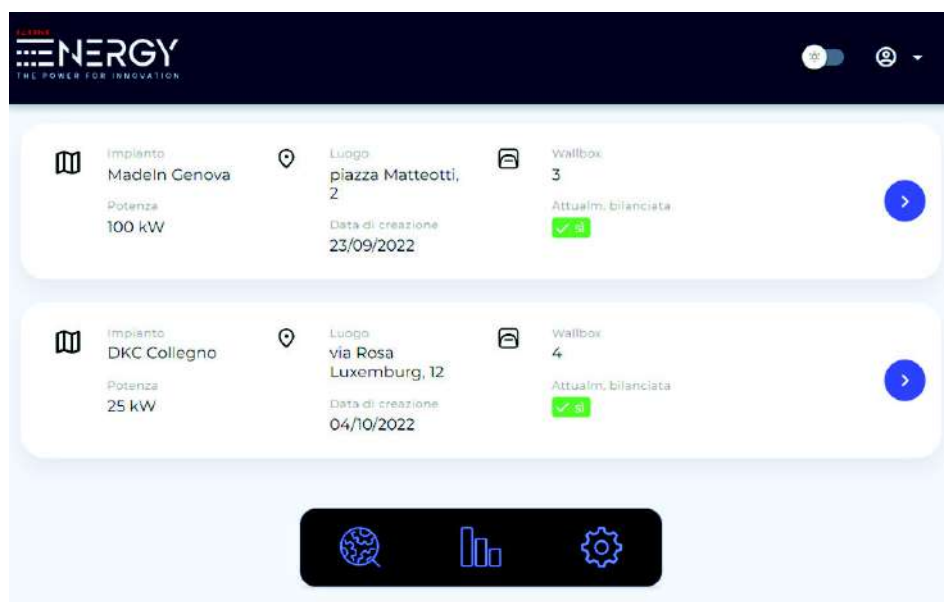 ENERGY
THE POWER FOR INNOVATION
Impianto
MadeIn Genova
Potenza
100 kW
Luogo
piazza Matteotti,
2
Data di creazione
23/09/2022
Wallbox
3
Attualm. bilanciata
sì
Impianto
DKC Collegno
Potenza
25 kW
Luogo
via Rosa
Luxemburg, 12
Data di creazione
04/10/2022
Wallbox
4
Attualm. bilanciata
sì